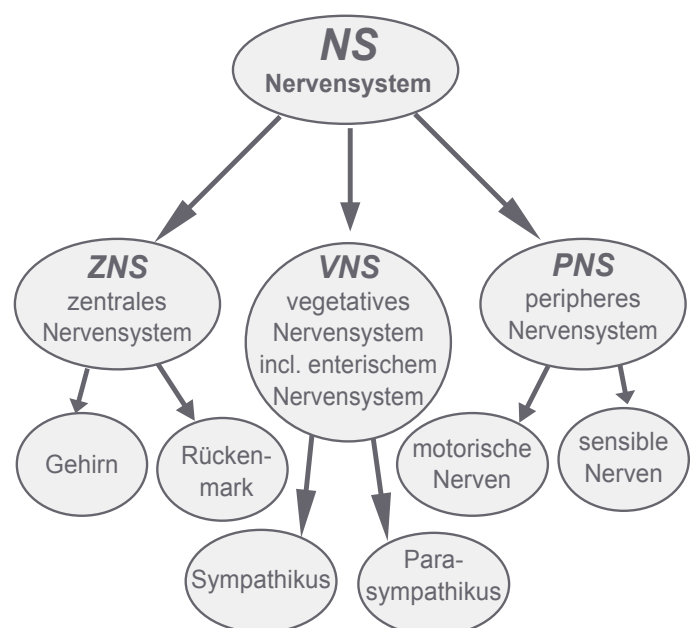 NS
Nervensystem
ZNS
zentrales
Nervensystem
VNS
vegetatives
Nervensystem
incl. enterischem
Nervensystem
PNS
peripheres
Nervensystem
Gehirn
Rücken-
mark
motorische
Nerven
sensible
Nerven
Sympathikus
Para-
sympathikus